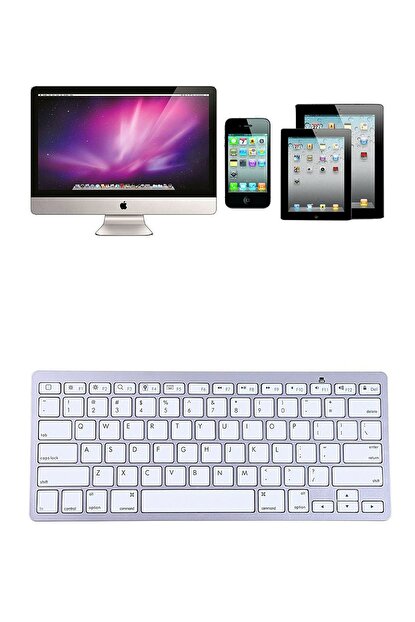 F1 F2 F3 F4 F5 F6 F7 F8 F9 F10 F11 F12 Del
1 2 3 4 5 6 7 8 9 0 delete
tab Q W E R T Y U I O P
caps lock A S D F G H J K L enter return
shift Z X C V B N M shift
fn control alt option command command alt option